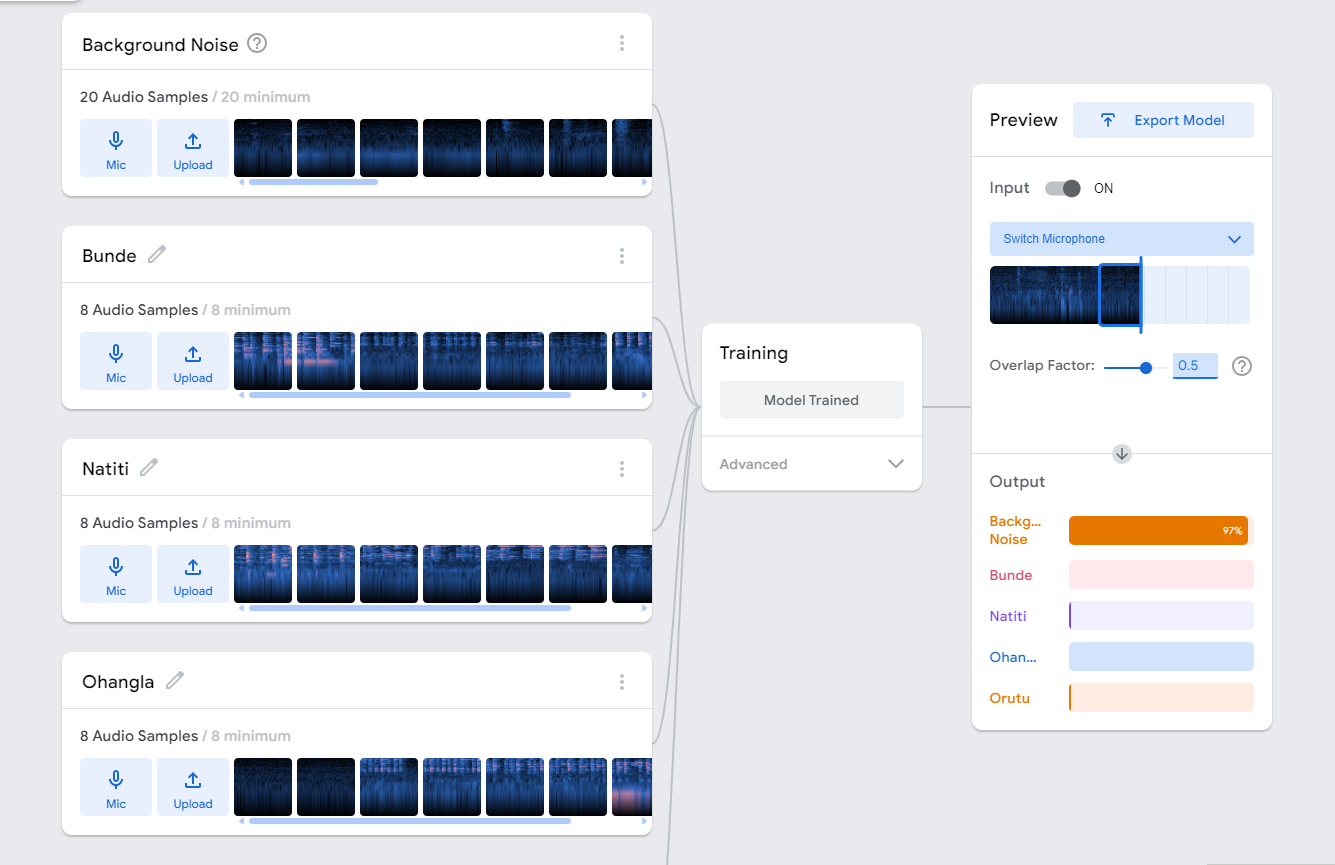 Background Noise
20 Audio Samples / 20 minimum
Mic
Upload
Bunde
8 Audio Samples / 8 minimum
Mic
Upload
Natiti
8 Audio Samples / 8 minimum
Mic
Upload
Ohangla
8 Audio Samples / 8 minimum
Mic
Upload
Training
Model Trained
Advanced
Preview
Export Model
Input ON
Switch Microphone
Overlap Factor: 0.5
Output
Backg...
Noise
97%
Bunde
Natiti
Ohan...
Orutu